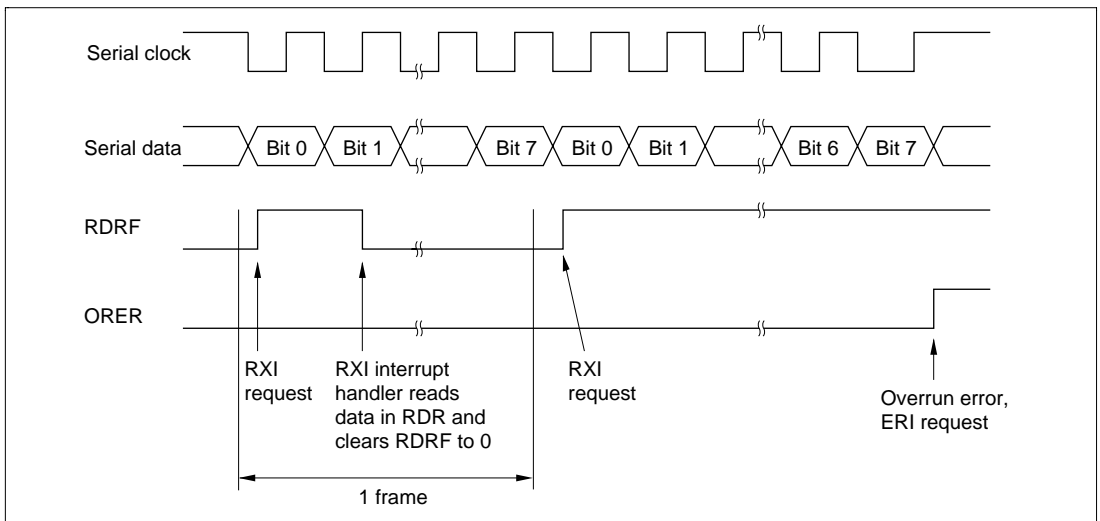 Serial clock
Serial data
Bit 0 Bit 1 Bit 7 Bit 0 Bit 1 Bit 6 Bit 7
RDRF
ORER
RXI
request
RXI interrupt
handler reads
data in RDR and
clears RDRF to 0
RXI
request
Overrun error,
ERI request
1 frame